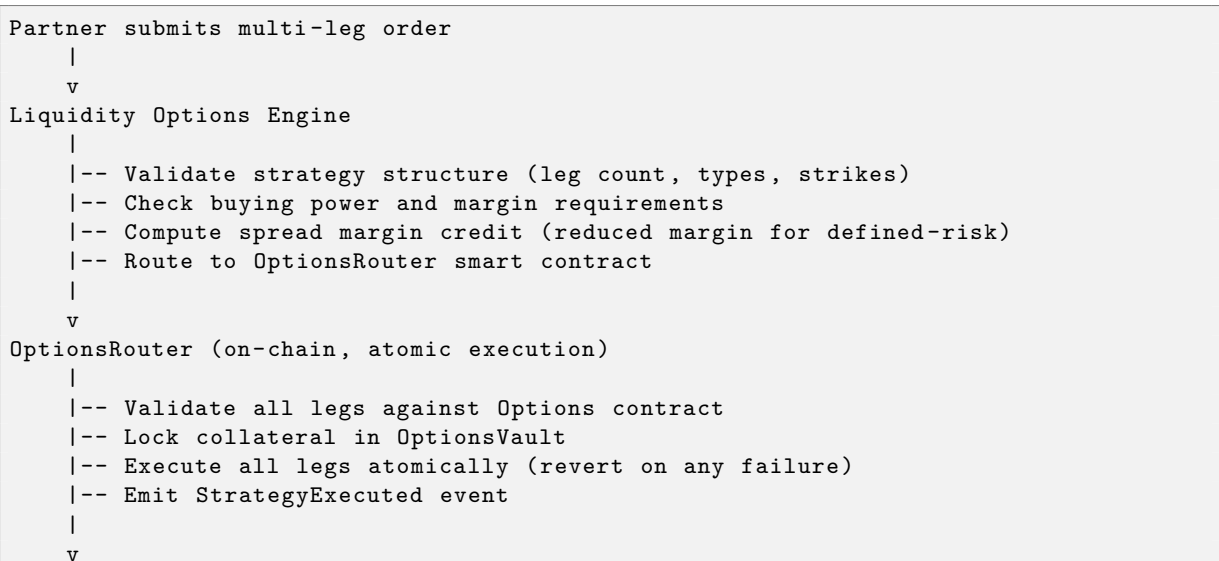 Partner submits multi-leg order
    |
    v
Liquidity Options Engine
    |
    |-- Validate strategy structure (leg count, types, strikes)
    |-- Check buying power and margin requirements
    |-- Compute spread margin credit (reduced margin for defined-risk)
    |-- Route to OptionsRouter smart contract
    |
    v
OptionsRouter (on-chain, atomic execution)
    |
    |-- Validate all legs against Options contract
    |-- Lock collateral in OptionsVault
    |-- Execute all legs atomically (revert on any failure)
    |-- Emit StrategyExecuted event
    |
    v